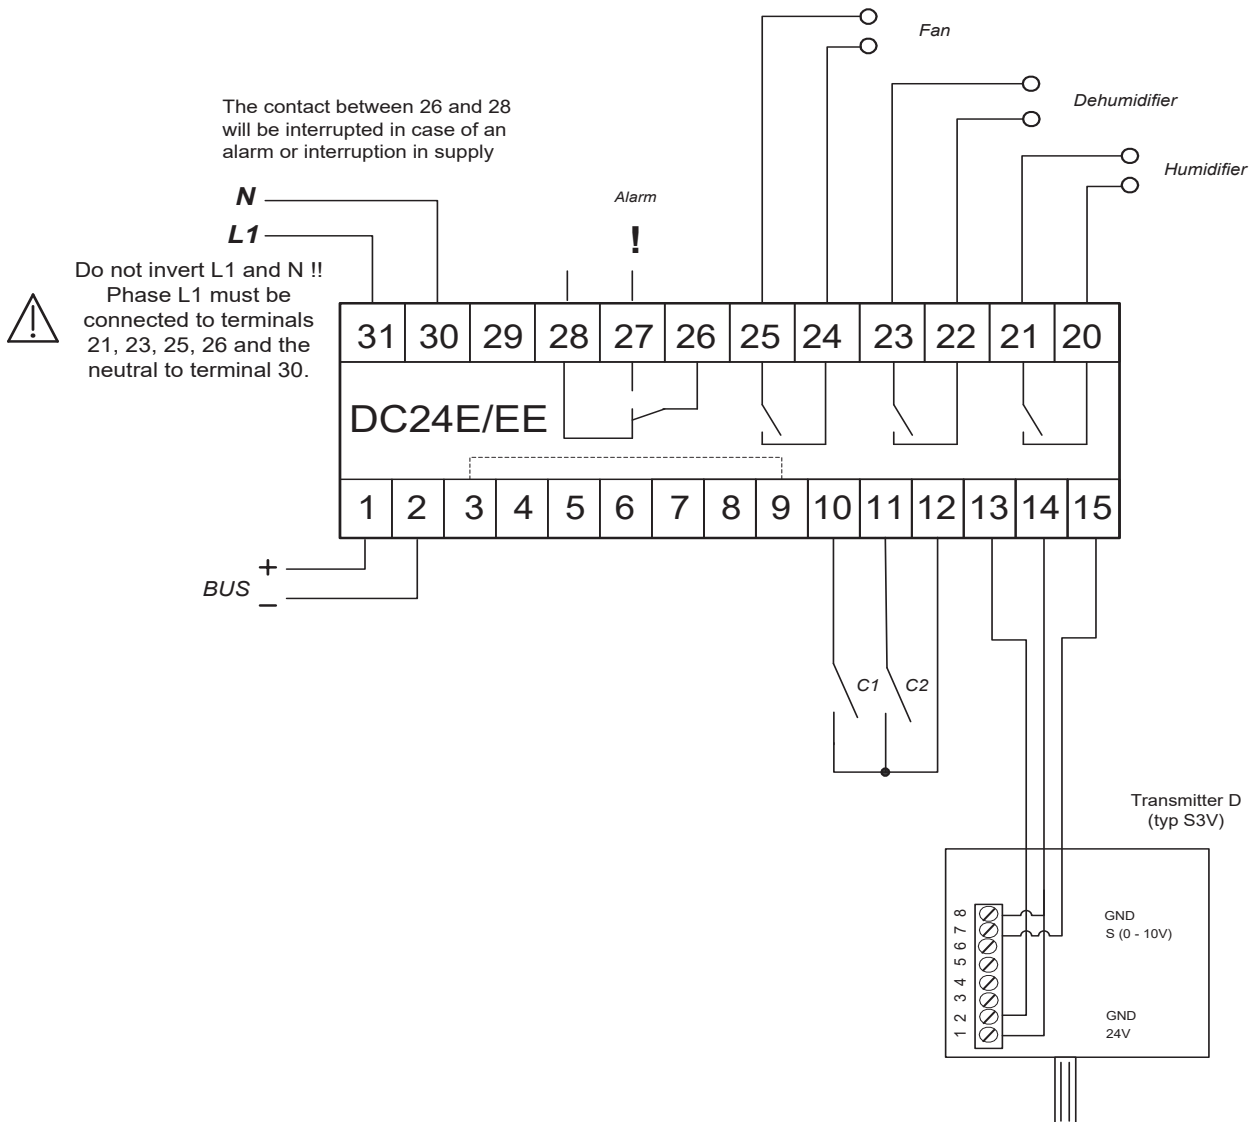 Fan
Dehumidifier
The contact between 26 and 28
will be interrupted in case of an
alarm or interruption in supply
Humidifier
N
Alarm
L1
!
Do not invert L1 and N !!
Phase L1 must be
connected to terminals
21, 23, 25, 26 and the
neutral to terminal 30.
!
31 30 29 28 27 26 25 24 23 22 21 20
DC24E/EE
1 2 3 4 5 6 7 8 9 10 11 12 13 14 15
+
BUS
–
C1 C2
Transmitter D
(typ S3V)
8 GND
7 S (0 - 10V)
6
5
4
3
2 GND
1 24V